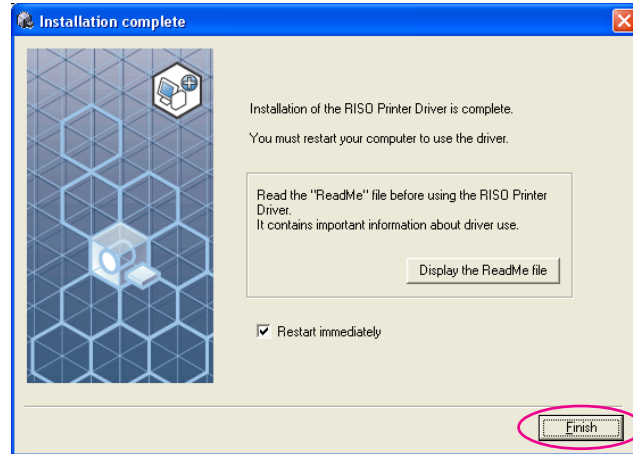 Installation complete
Installation of the RISO Printer Driver is complete.
You must restart your computer to use the driver.
Read the "ReadMe" file before using the RISO Printer
Driver.
It contains important information about driver use.
Display the ReadMe file
Restart immediately
Finish